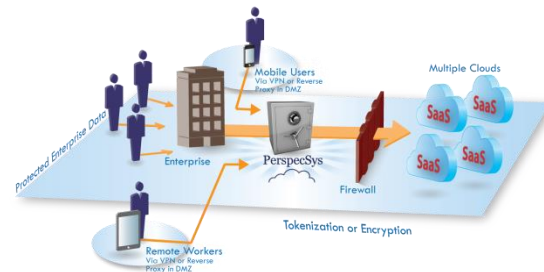 Mobile Users
Via VPN or Reverse
Proxy in DMZ
Multiple Clouds
SaaS
SaaS
SaaS
SaaS
Protected Enterprise Data
Enterprise
PerspecSys
Firewall
Tokenization or Encryption
Remote Workers
Via VPN or Reverse
Proxy in DMZ